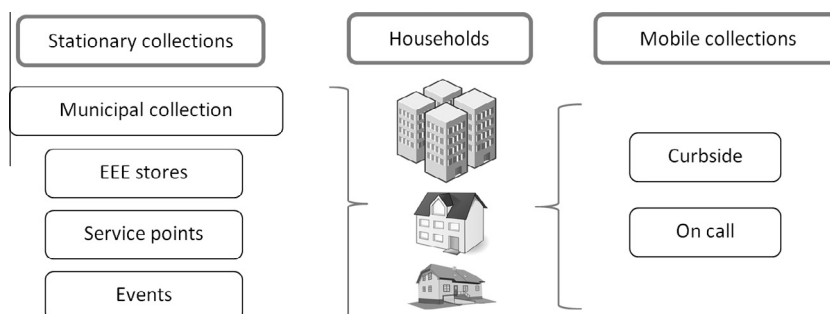 Stationary collections
Households
Mobile collections
Municipal collection
EEE stores
Service points
Events
Curbside
On call